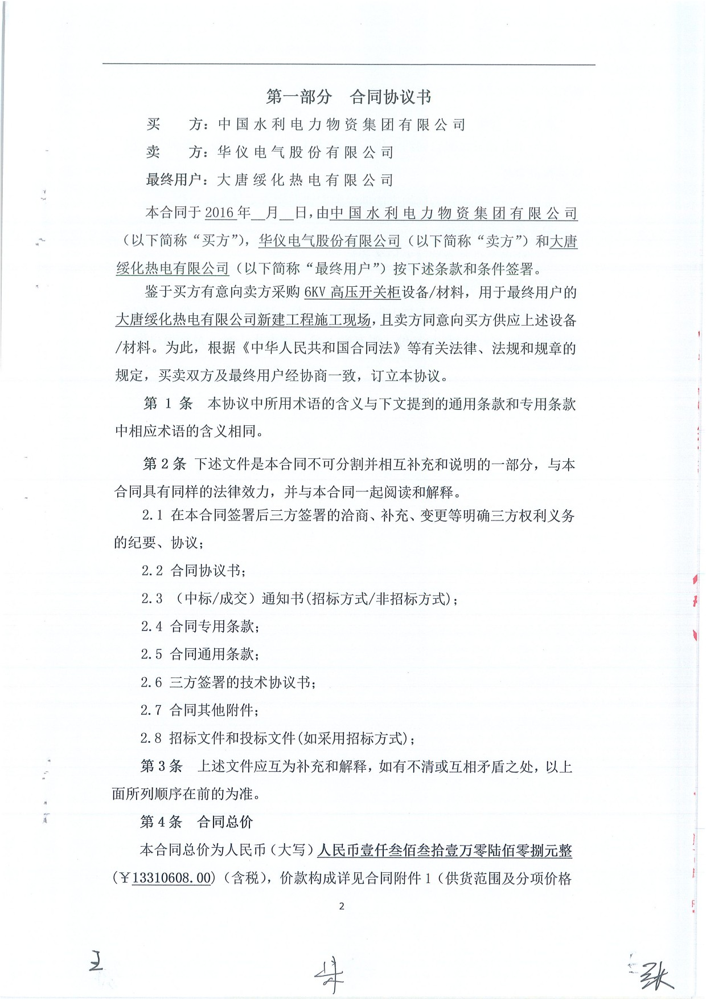 第一部分　合同协议书
买　　方：中国水利电力物资集团有限公司
卖　　方：华仪电气股份有限公司
最终用户：大唐绥化热电有限公司
本合同于 2016 年__月__日，由中国水利电力物资集团有限公司
（以下简称“买方”），华仪电气股份有限公司（以下简称“卖方”）和大唐
绥化热电有限公司（以下简称“最终用户”）按下述条款和条件签署。
鉴于买方有意向卖方采购 6KV 高压开关柜设备/材料，用于最终用户的
大唐绥化热电有限公司新建工程施工现场，且卖方同意向买方供应上述设备
/材料。为此，根据《中华人民共和国合同法》等有关法律、法规和规章的
规定，买卖双方及最终用户经协商一致，订立本协议。
第 1 条　本协议中所用术语的含义与下文提到的通用条款和专用条款
中相应术语的含义相同。
第 2 条 下述文件是本合同不可分割并相互补充和说明的一部分，与本
合同具有同样的法律效力，并与本合同一起阅读和解释。
2.1 在本合同签署后三方签署的洽商、补充、变更等明确三方权利义务
的纪要、协议；
2.2 合同协议书；
2.3 （中标/成交）通知书(招标方式/非招标方式)；
2.4 合同专用条款；
2.5 合同通用条款；
2.6 三方签署的技术协议书；
2.7 合同其他附件；
2.8 招标文件和投标文件(如采用招标方式)；
第 3 条　上述文件应互为补充和解释，如有不清或互相矛盾之处，以上
面所列顺序在前的为准。
第 4 条　合同总价
本合同总价为人民币（大写）人民币壹仟叁佰叁拾壹万零陆佰零捌元整
(￥13310608.00)（含税），价款构成详见合同附件 1（供货范围及分项价格
2
王